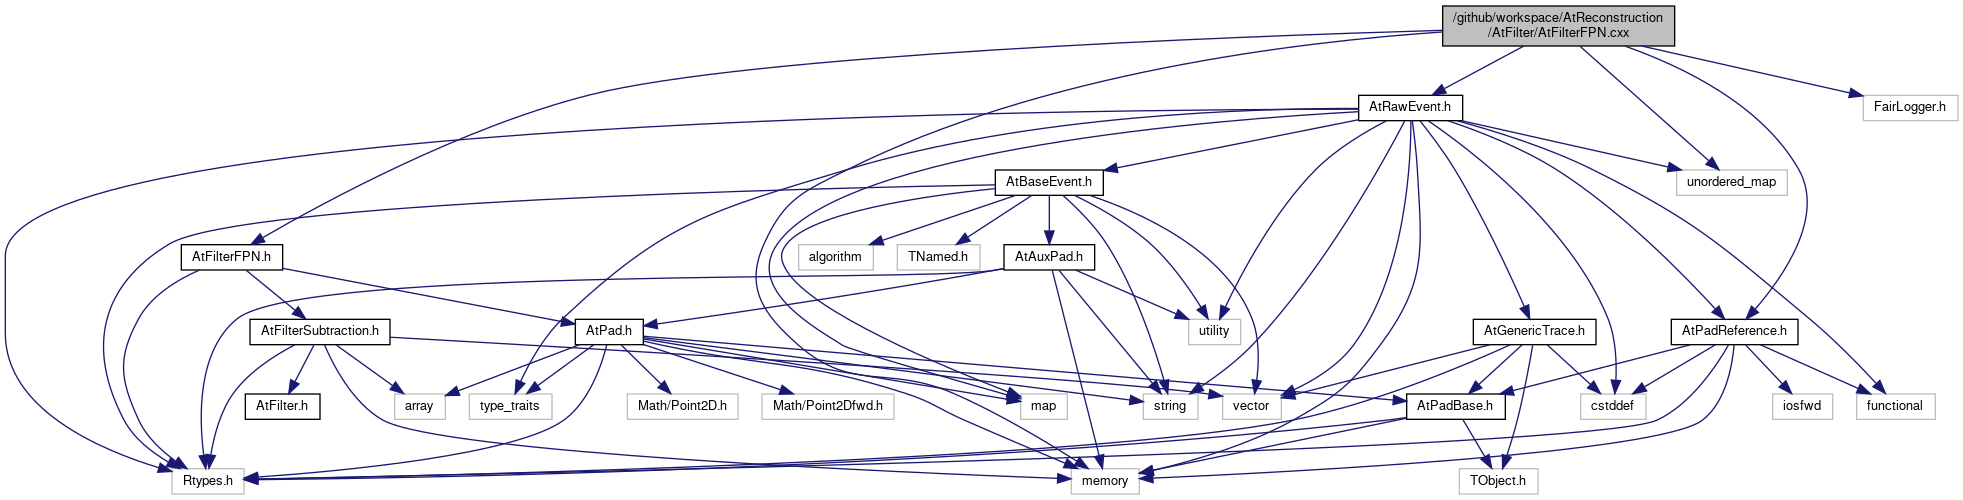 /github/workspace/AtReconstruction
/AtFilter/AtFilterFPN.cxx
AtRawEvent.h
FairLogger.h
AtBaseEvent.h
unordered_map
AtFilterFPN.h
algorithm
TNamed.h
AtAuxPad.h
AtFilterSubtraction.h
AtPad.h
utility
AtGenericTrace.h
AtPadReference.h
AtFilter.h
array
type_traits
Math/Point2D.h
Math/Point2Dfwd.h
map
string
vector
AtPadBase.h
cstddef
iosfwd
functional
Rtypes.h
memory
TObject.h